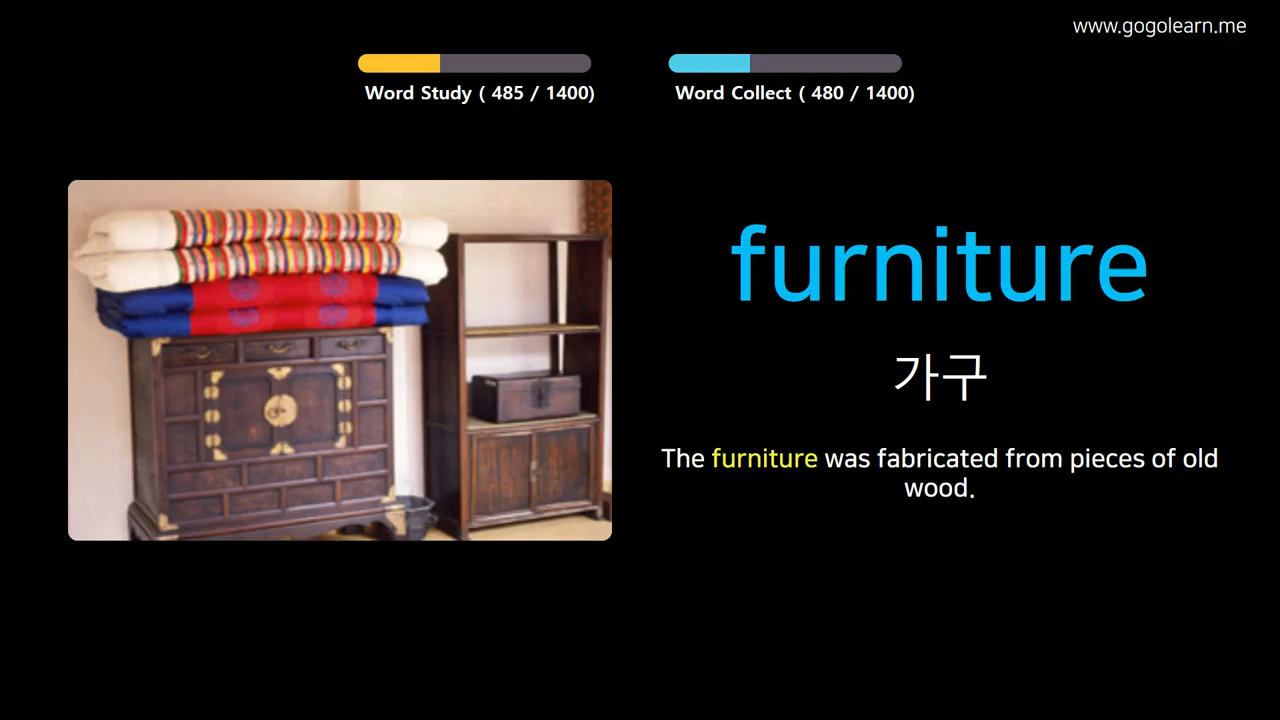 www.gogolearn.me
Word Study ( 485 / 1400)
Word Collect ( 480 / 1400)
furniture
가구
The furniture was fabricated from pieces of old
wood.